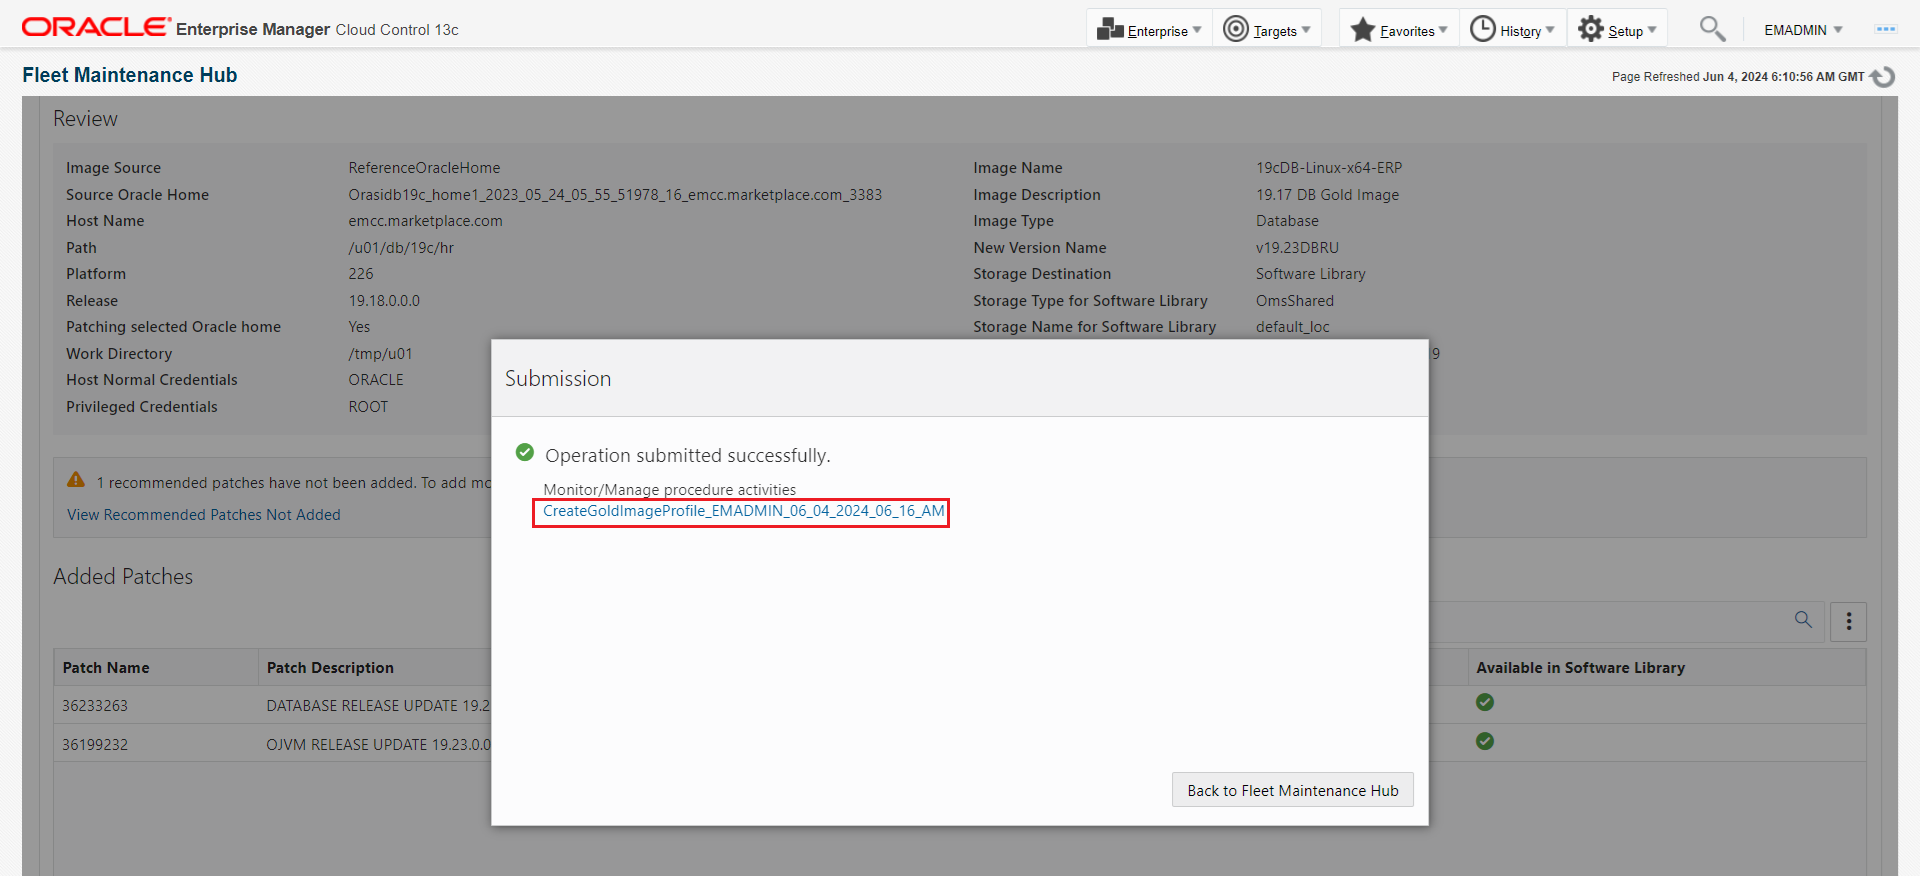 ORACLE Enterprise Manager Cloud Control 13c
Enterprise
Targets
Favorites
History
Setup
EMADMIN
Fleet Maintenance Hub
Page Refreshed Jun 4, 2024 6:10:56 AM GMT
Review
Image Source ReferenceOracleHome
Source Oracle Home Orasidb19c_home1_2023_05_24_05_55_51978_16_emcc.marketplace.com_3383
Host Name emcc.marketplace.com
Path /u01/db/19c/hr
Platform 226
Release 19.18.0.0.0
Patching selected Oracle home Yes
Work Directory /tmp/u01
Host Normal Credentials ORACLE
Privileged Credentials ROOT
Image Name 19cDB-Linux-x64-ERP
Image Description 19.17 DB Gold Image
Image Type Database
New Version Name v19.23DBRU
Storage Destination Software Library
Storage Type for Software Library OmsShared
Storage Name for Software Library default_loc
9
1 recommended patches have not been added. To add mo
View Recommended Patches Not Added
Added Patches
Patch Name Patch Description Available in Software Library
36233263 DATABASE RELEASE UPDATE 19.2
36199232 OJVM RELEASE UPDATE 19.23.0.0
Submission
Operation submitted successfully.
Monitor/Manage procedure activities
CreateGoldImageProfile_EMADMIN_06_04_2024_06_16_AM
Back to Fleet Maintenance Hub